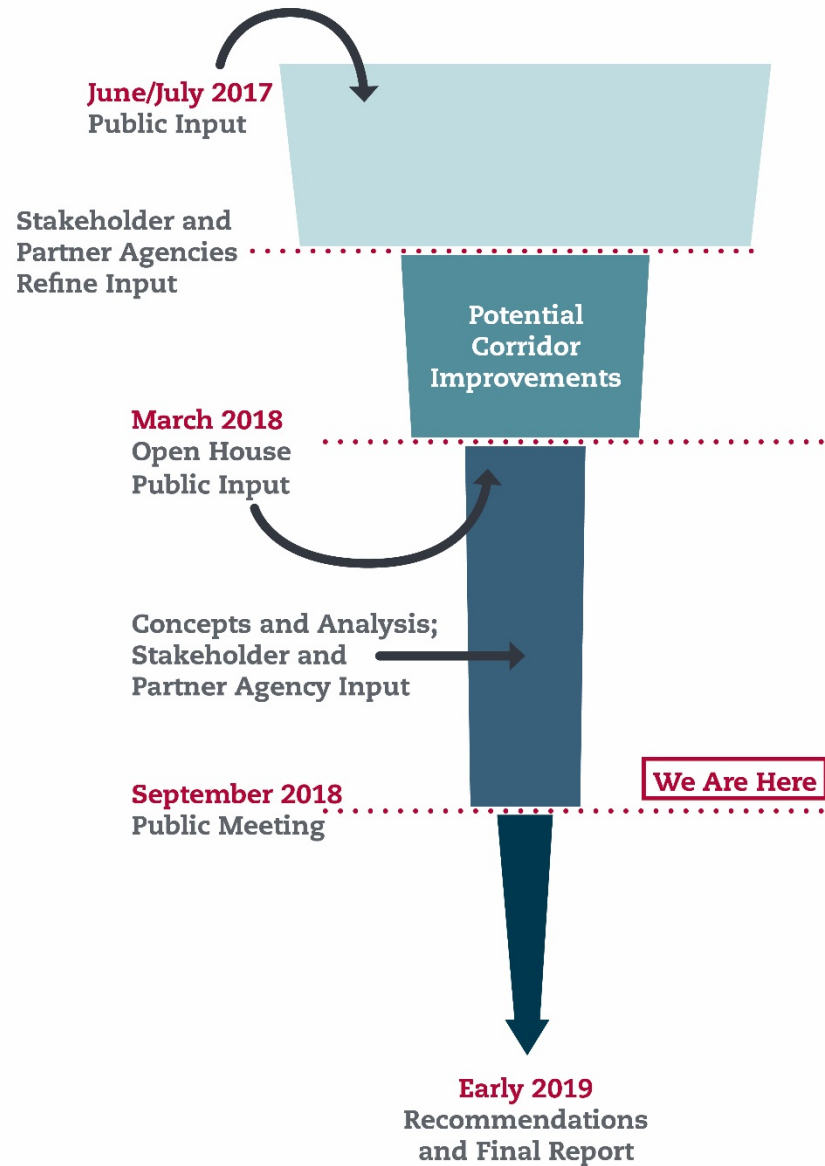 June/July 2017
Public Input
Stakeholder and
Partner Agencies
Refine Input
Potential
Corridor
Improvements
March 2018
Open House
Public Input
Concepts and Analysis;
Stakeholder and
Partner Agency Input
We Are Here
September 2018
Public Meeting
Early 2019
Recommendations
and Final Report